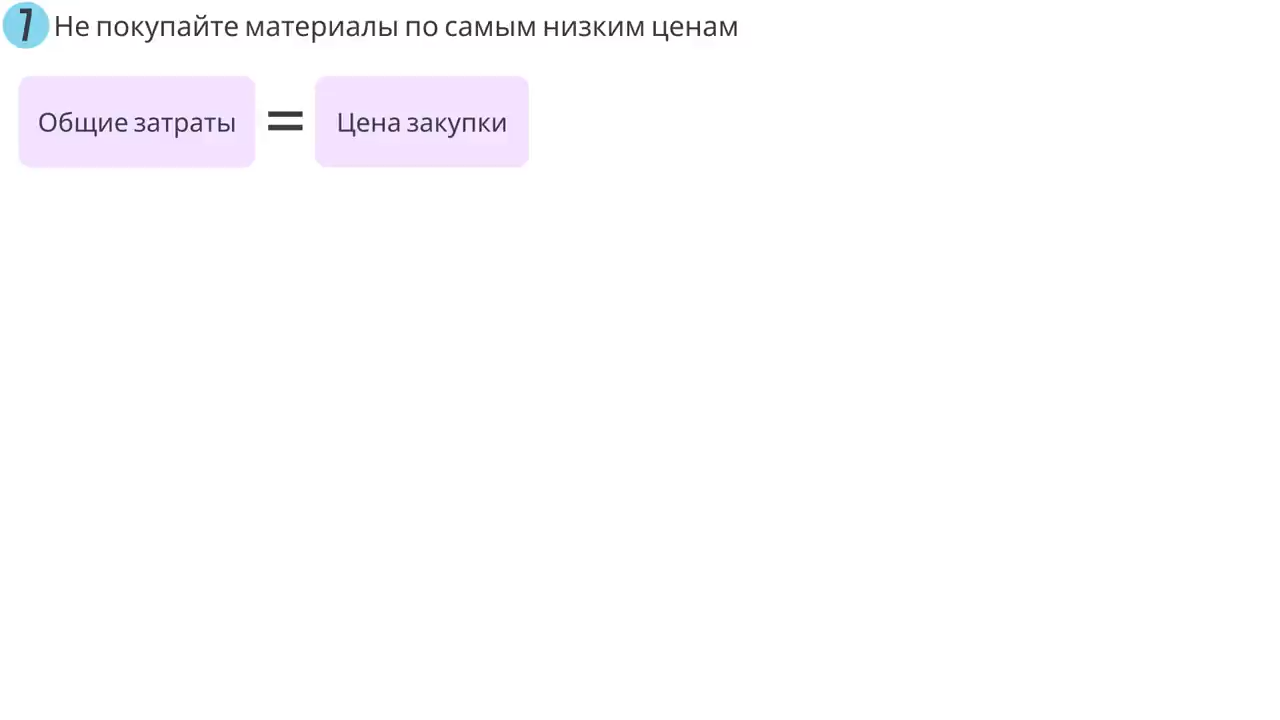 7 Не покупайте материалы по самым низким ценам
Общие затраты = Цена закупки